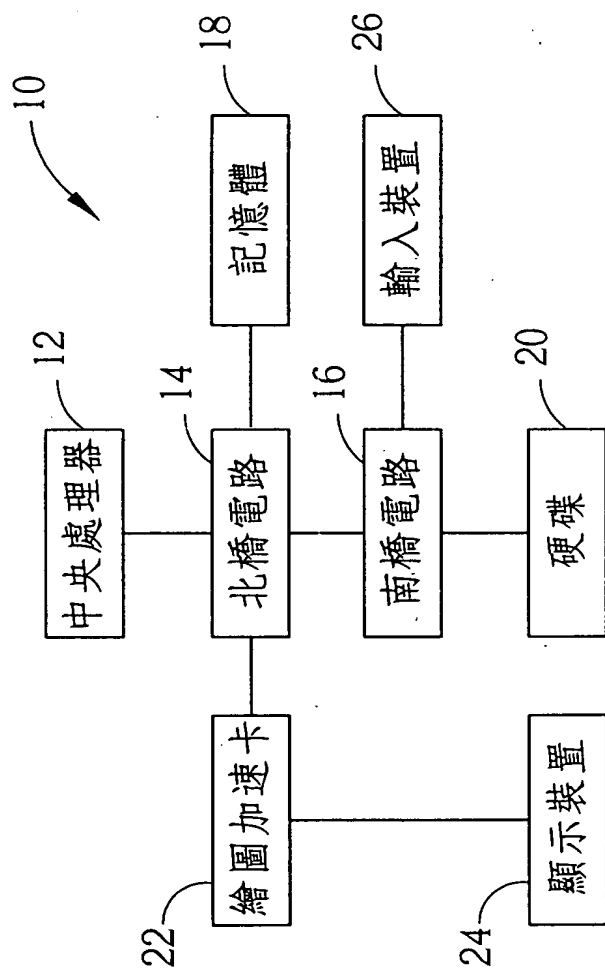 10
中央處理器
12
22
14
18
繪圖加速卡
北橋電路
記憶體
16
26
南橋電路
輸入裝置
24
20
顯示裝置
硬碟